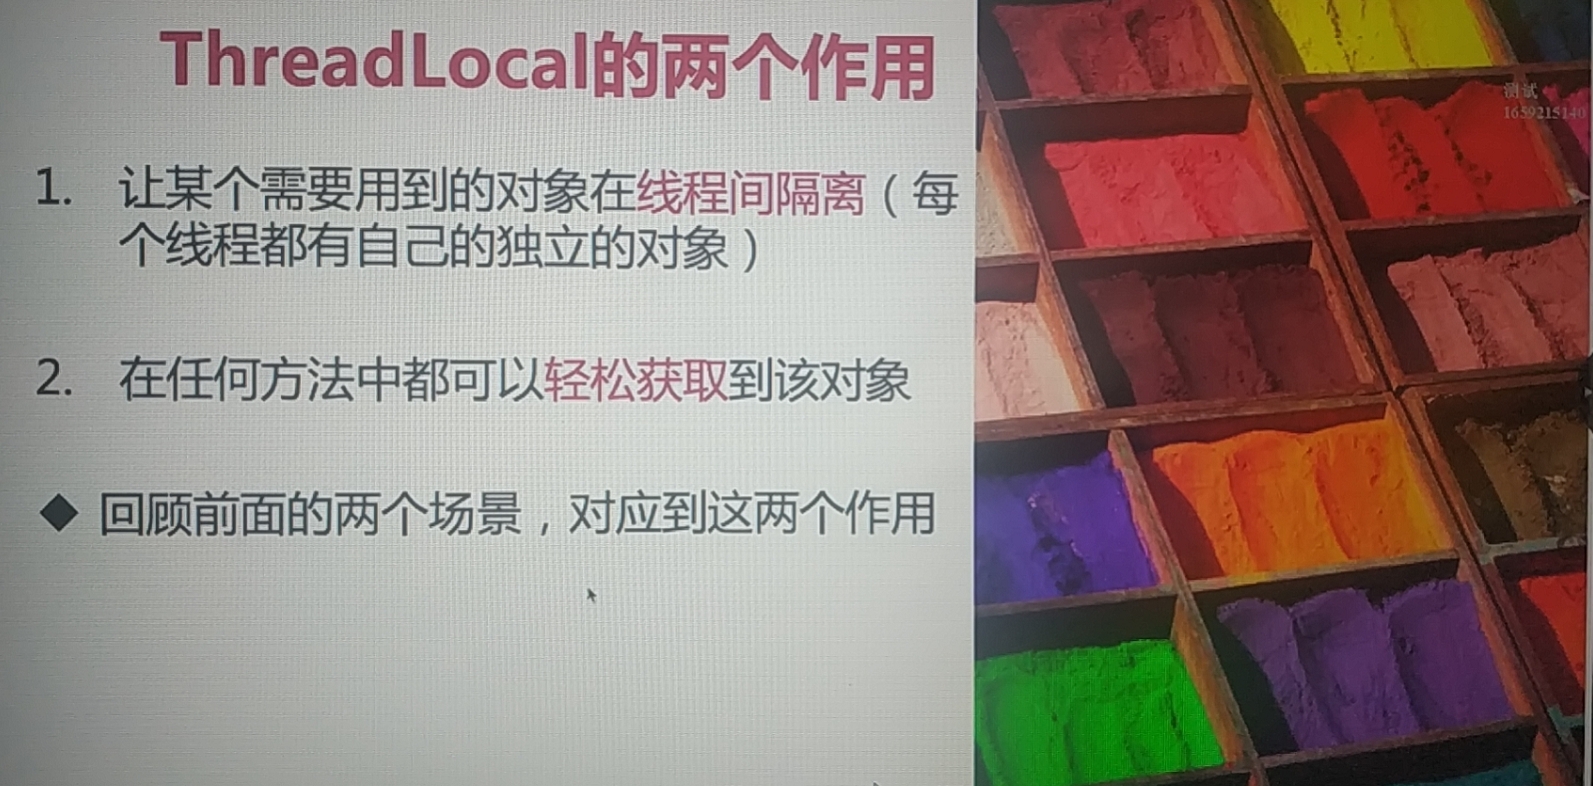 ThreadLocal的两个作用
1. 让某个需要用到的对象在线程间隔离（每
个线程都有自己的独立的对象）
2. 在任何方法中都可以轻松获取到该对象
◆ 回顾前面的两个场景，对应到这两个作用
测试
1659215140